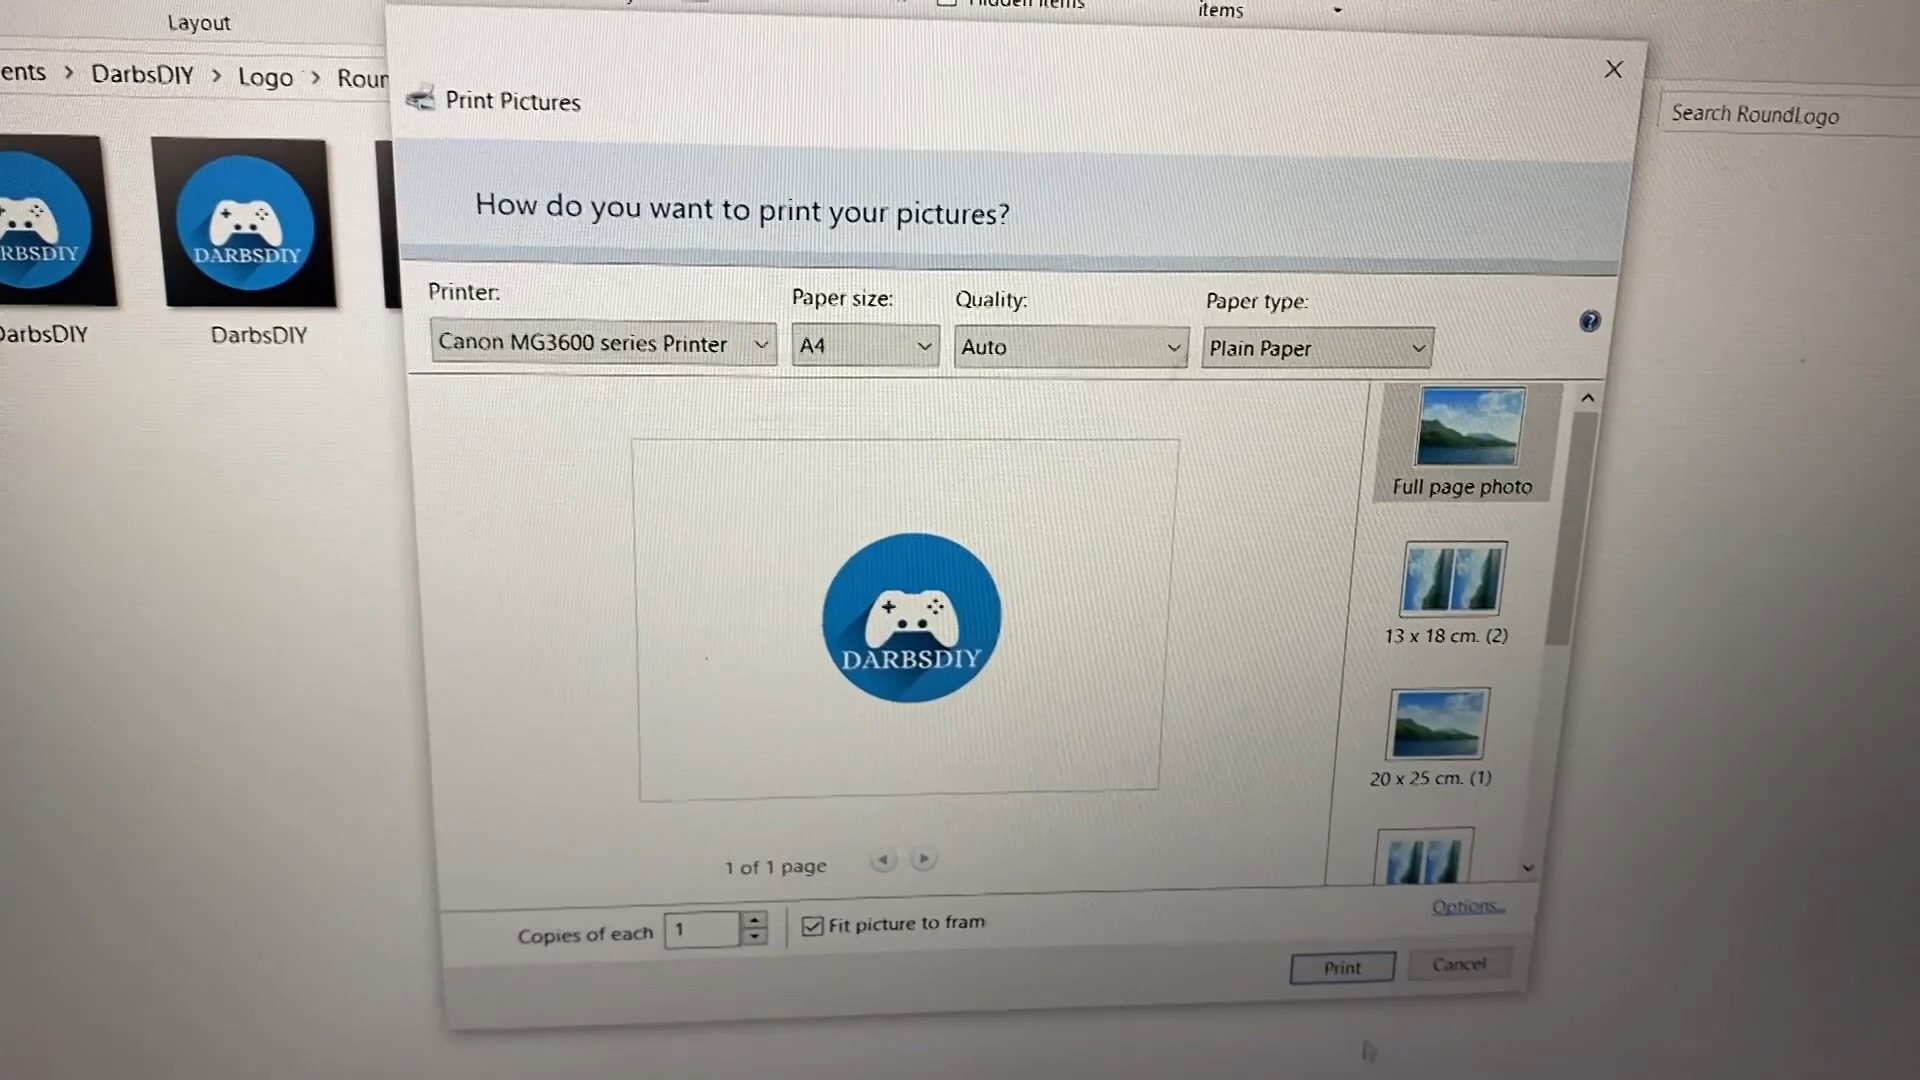 Layout
Hidden items
items
ents > DarbsDIY > Logo > Roun
Search RoundLogo
Print Pictures
How do you want to print your pictures?
RBSDIY
DARBSDIY
DarbsDIY
DarbsDIY
Printer:
Paper size:
Quality:
Paper type:
Canon MG3600 series Printer
A4
Auto
Plain Paper
Full page photo
13 x 18 cm. (2)
20 x 25 cm. (1)
DARBSDIY
1 of 1 page
Copies of each
1
Fit picture to fram
Options...
Print
Cancel